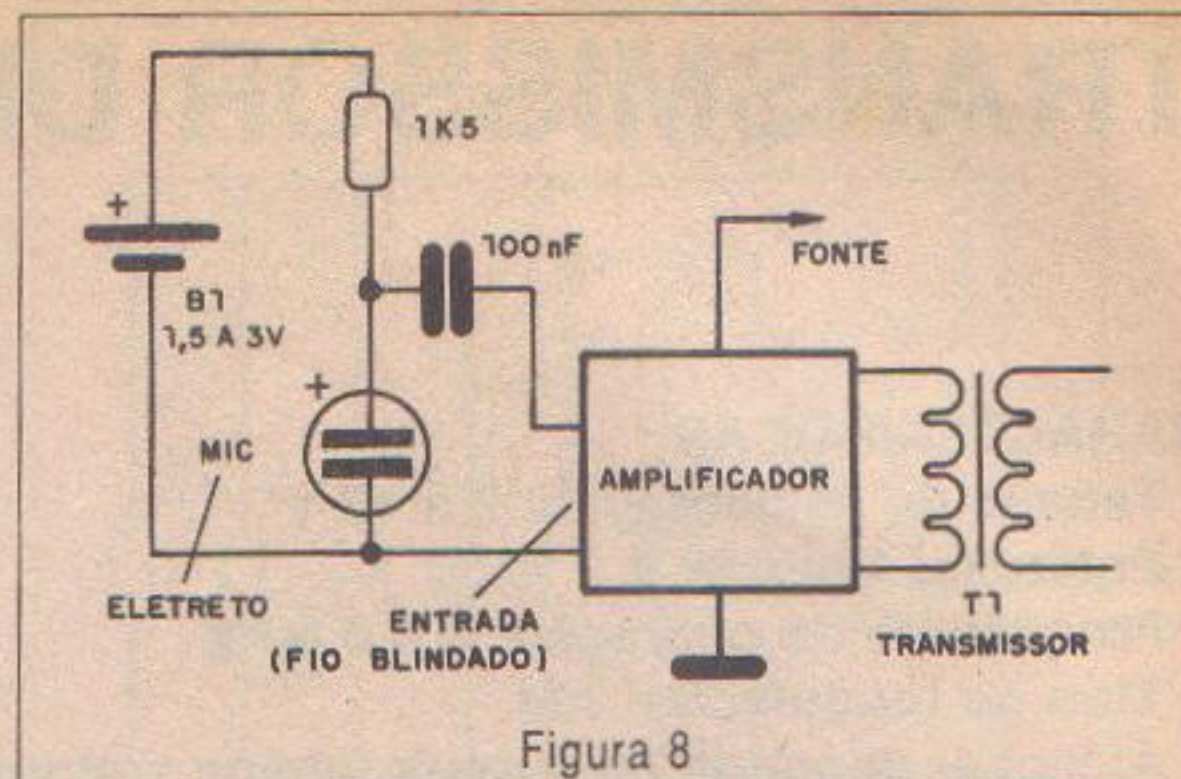 1K5
+
100nF
FONTE
B1
1,5 A 3V
+
MIC
AMPLIFICADOR
ELETRETO
ENTRADA
(FIO BLINDADO)
T1
TRANSMISSOR
Figura 8